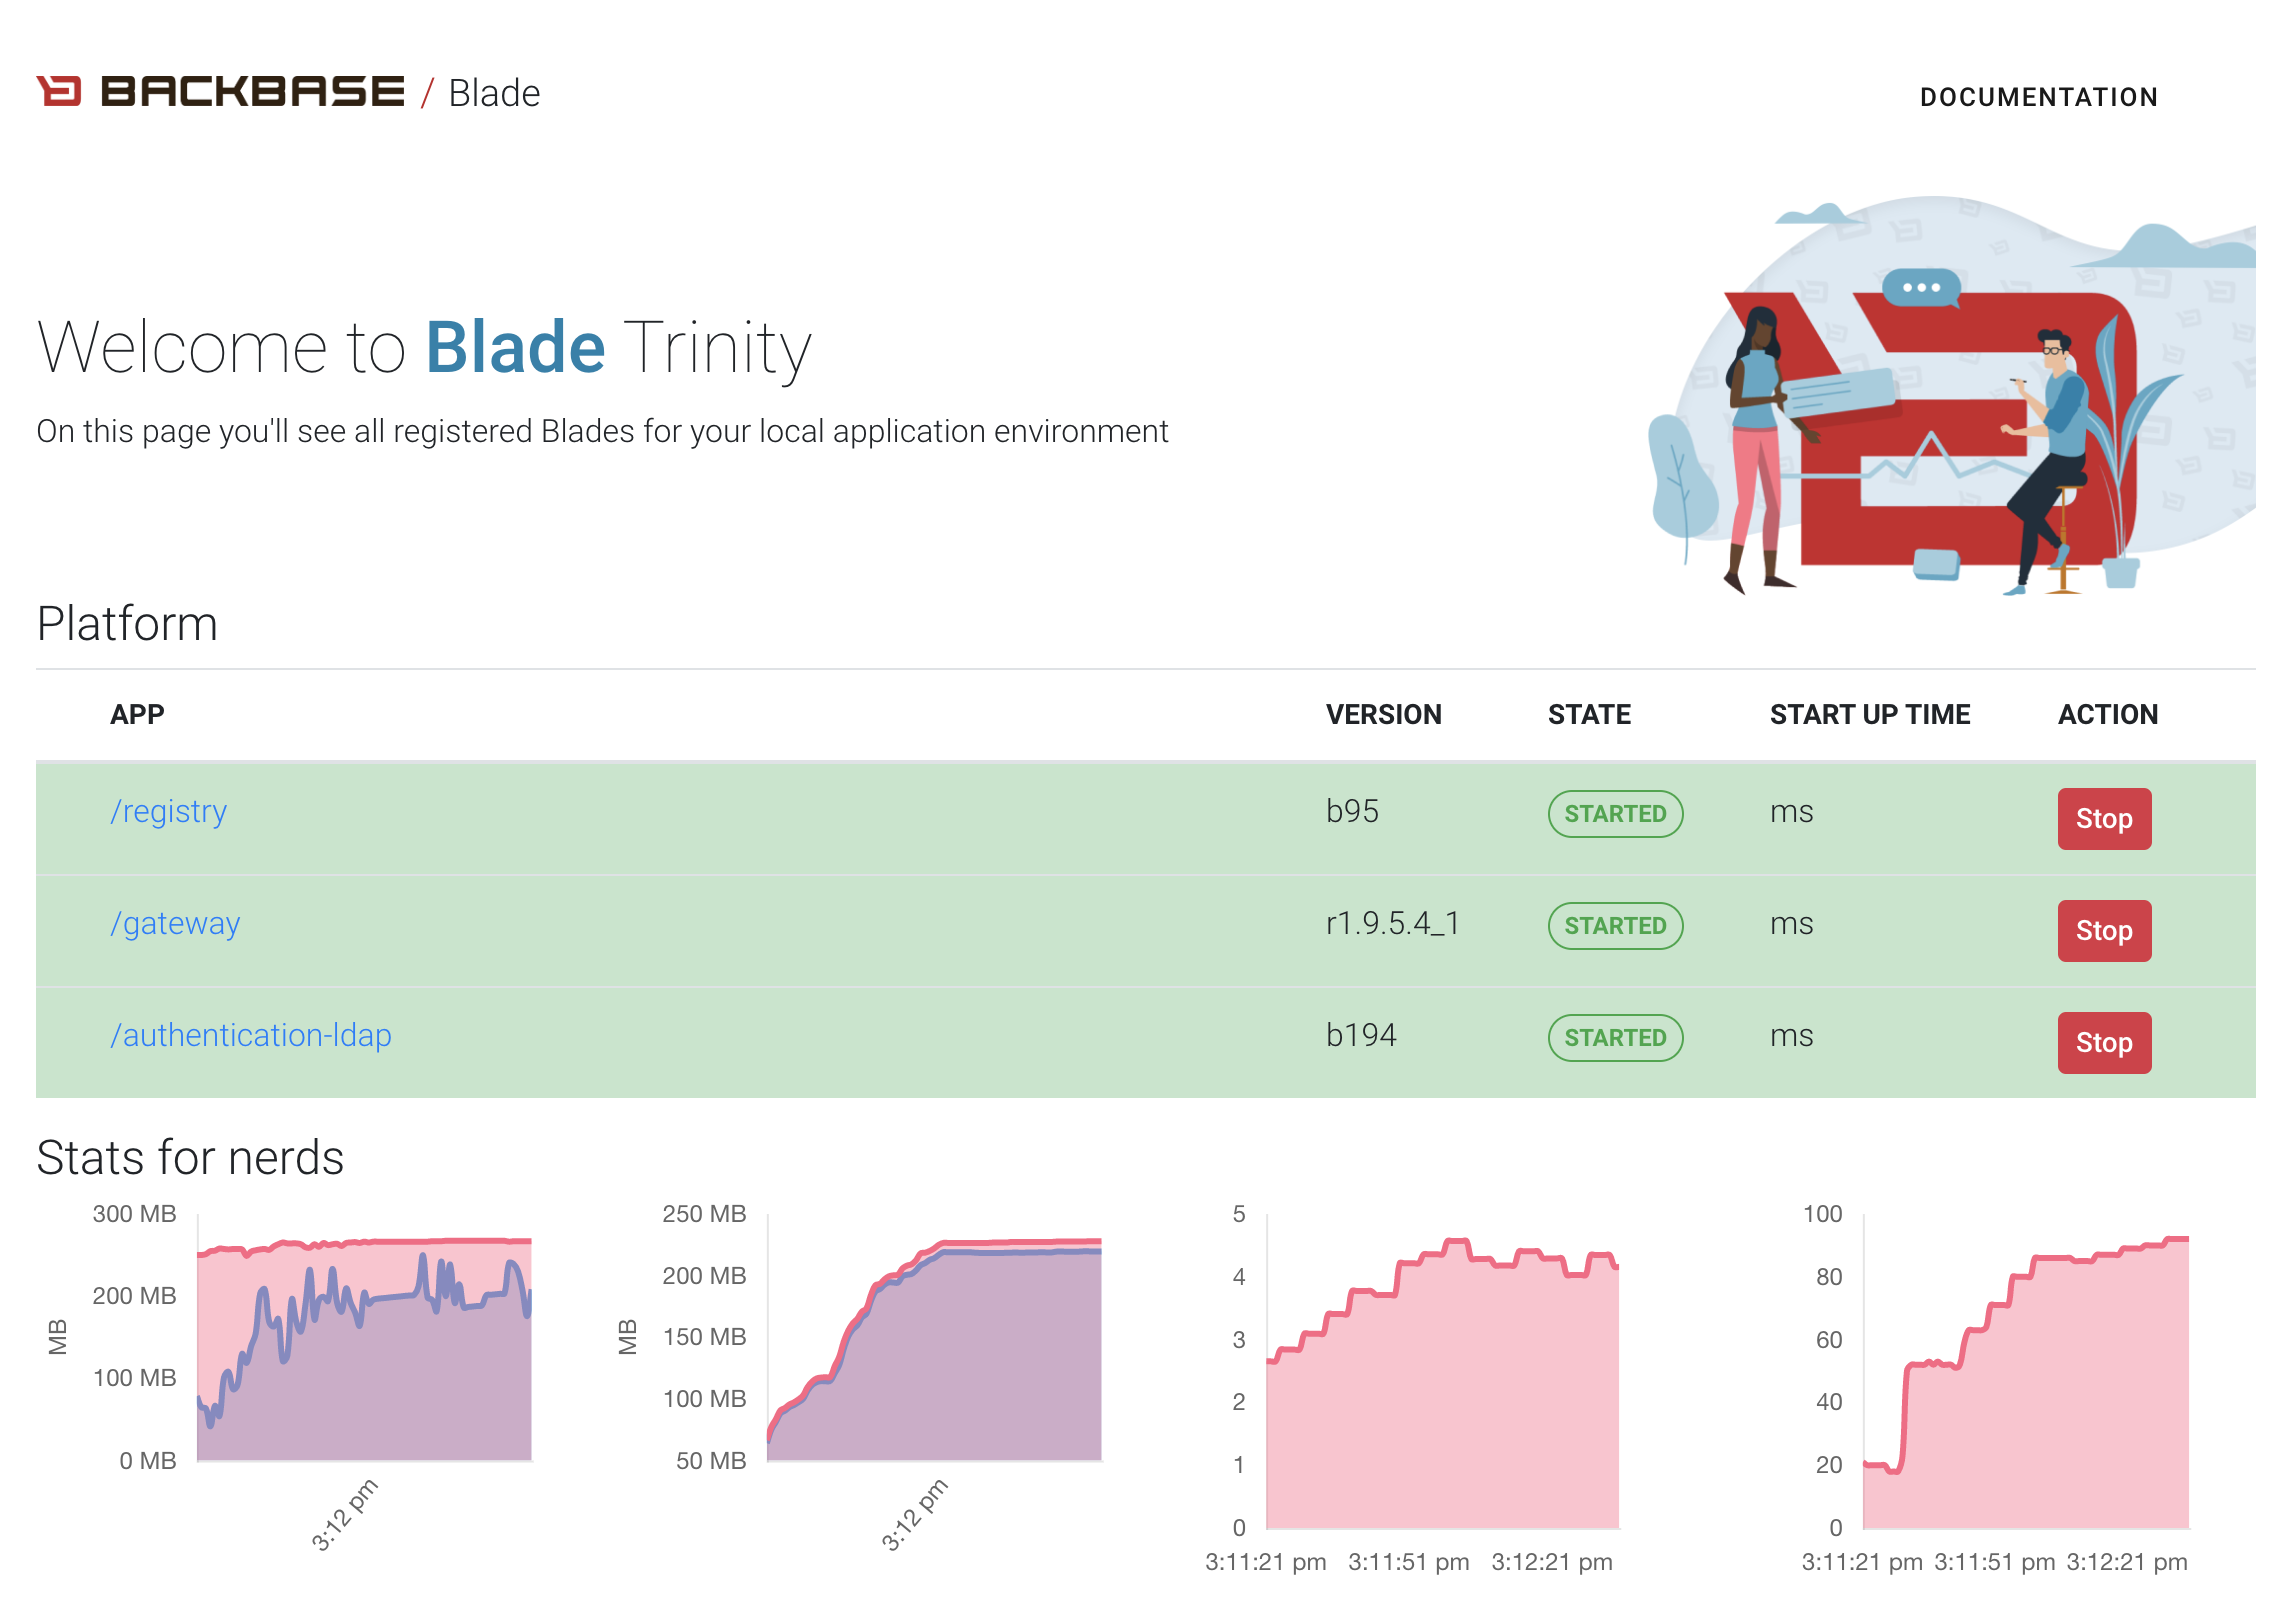 BACKBASE / Blade
DOCUMENTATION
Welcome to Blade Trinity
On this page you'll see all registered Blades for your local application environment
Platform
APP VERSION STATE START UP TIME ACTION
/registry b95 STARTED ms Stop
/gateway r1.9.5.4_1 STARTED ms Stop
/authentication-ldap b194 STARTED ms Stop
Stats for nerds
MB
300 MB
200 MB
100 MB
0 MB
3:12 pm
MB
250 MB
200 MB
150 MB
100 MB
50 MB
3:12 pm
5
4
3
2
1
0
3:11:21 pm 3:11:51 pm 3:12:21 pm
100
80
60
40
20
0
3:11:21 pm 3:11:51 pm 3:12:21 pm